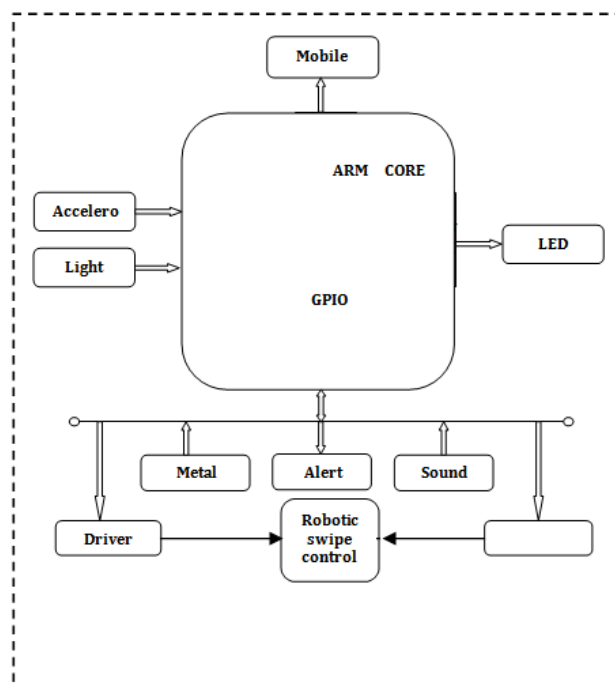 Mobile
ARM CORE
Accelero
LED
Light
GPIO
Metal
Alert
Sound
Driver
Robotic
swipe
control